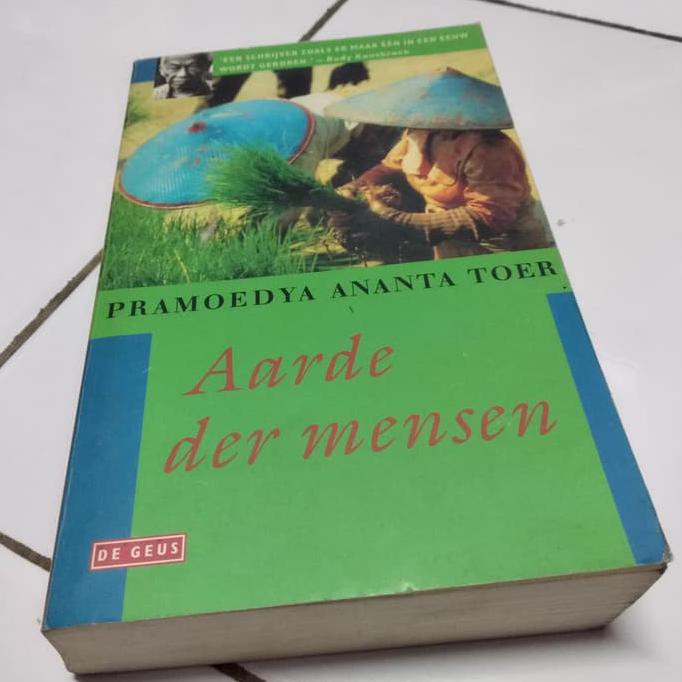 'EEN SCHRIJVER ZOALS ER MAAR ÉÉN IN EEN EEUW
WORDT GEBOREN.' – Rudy Kousbroek
PRAMOEDYA ANANTA TOER
Aarde
der mensen
DE GEUS